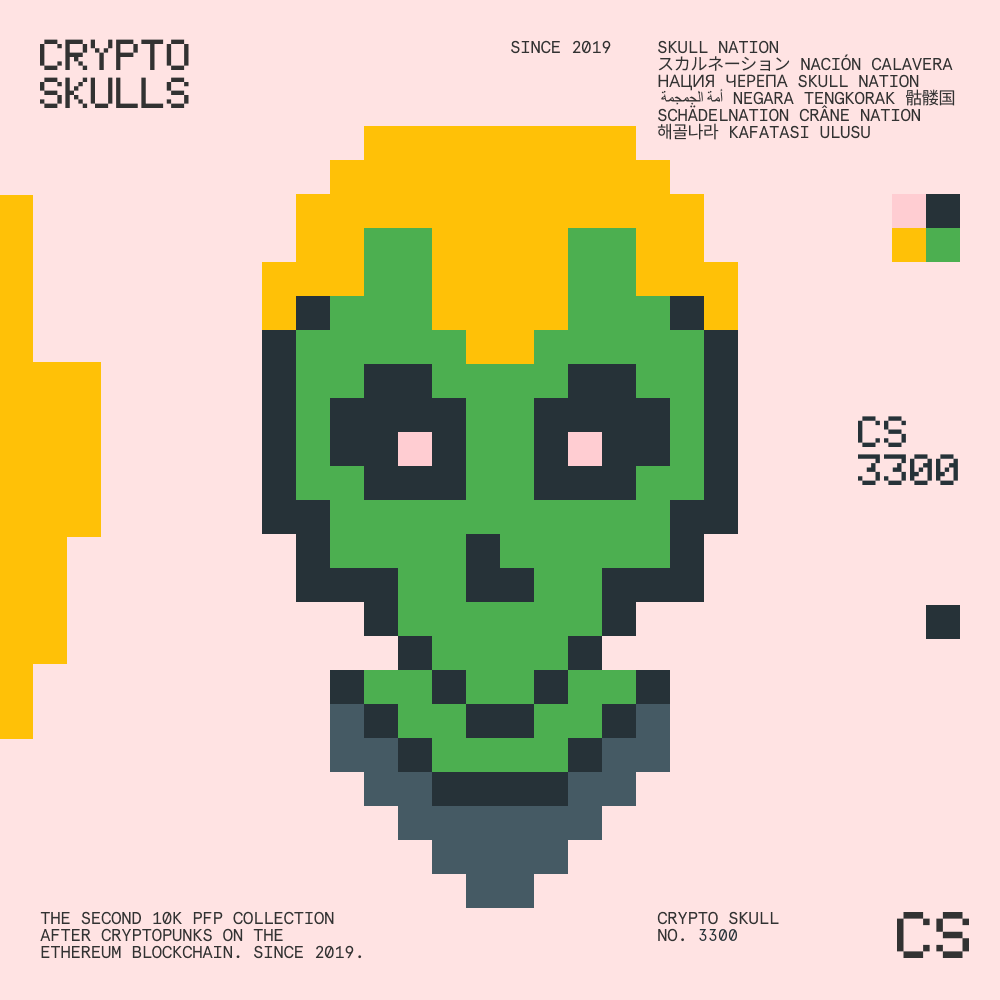 CRYPTO
SKULLS
SINCE 2019
SKULL NATION
スカルネーション NACIÓN CALAVERA
НАЦИЯ ЧЕРЕПА SKULL NATION
أمة الجمجمة NEGARA TENGKORAK 骷髅国
SCHÄDELNATION CRÂNE NATION
해골나라 KAFATASI ULUSU
CS
3300
THE SECOND 10K PFP COLLECTION
AFTER CRYPTOPUNKS ON THE
ETHEREUM BLOCKCHAIN. SINCE 2019.
CRYPTO SKULL
NO. 3300
CS